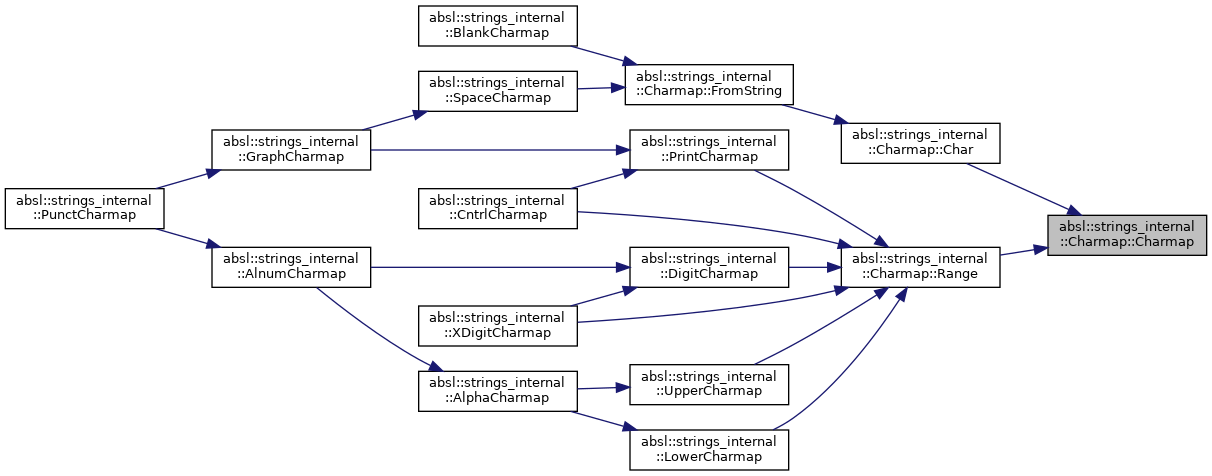 absl::strings_internal
::BlankCharmap
absl::strings_internal
::Charmap::FromString
absl::strings_internal
::SpaceCharmap
absl::strings_internal
::Charmap::Char
absl::strings_internal
::GraphCharmap
absl::strings_internal
::PrintCharmap
absl::strings_internal
::PunctCharmap
absl::strings_internal
::CntrlCharmap
absl::strings_internal
::Charmap::Charmap
absl::strings_internal
::AlnumCharmap
absl::strings_internal
::DigitCharmap
absl::strings_internal
::Charmap::Range
absl::strings_internal
::XDigitCharmap
absl::strings_internal
::UpperCharmap
absl::strings_internal
::AlphaCharmap
absl::strings_internal
::LowerCharmap